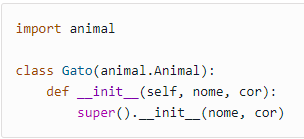 import animal
class Gato(animal.Animal):
    def __init__(self, nome, cor):
        super().__init__(nome, cor)